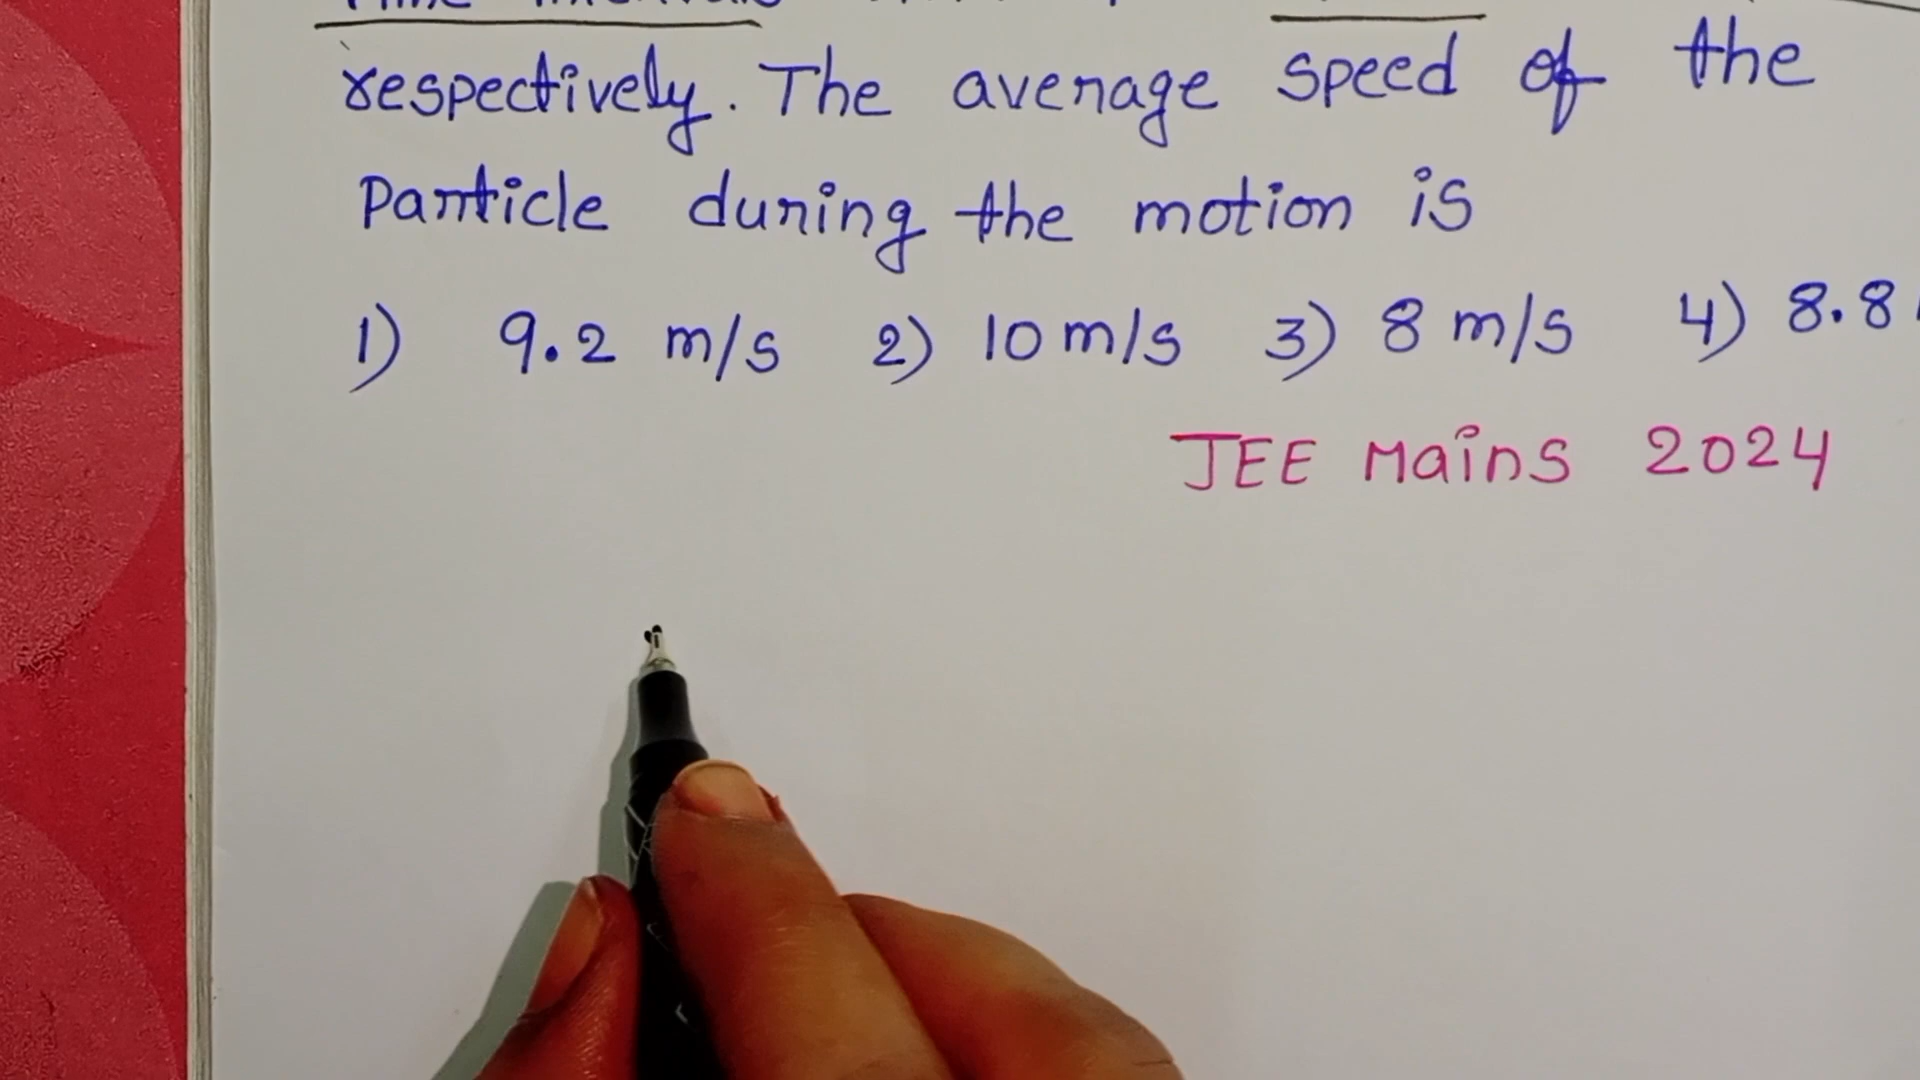 respectively. The average speed of the
Particle during the motion is
1) 9.2 m/s 2) 10 m/s 3) 8 m/s 4) 8.8
JEE Mains 2024